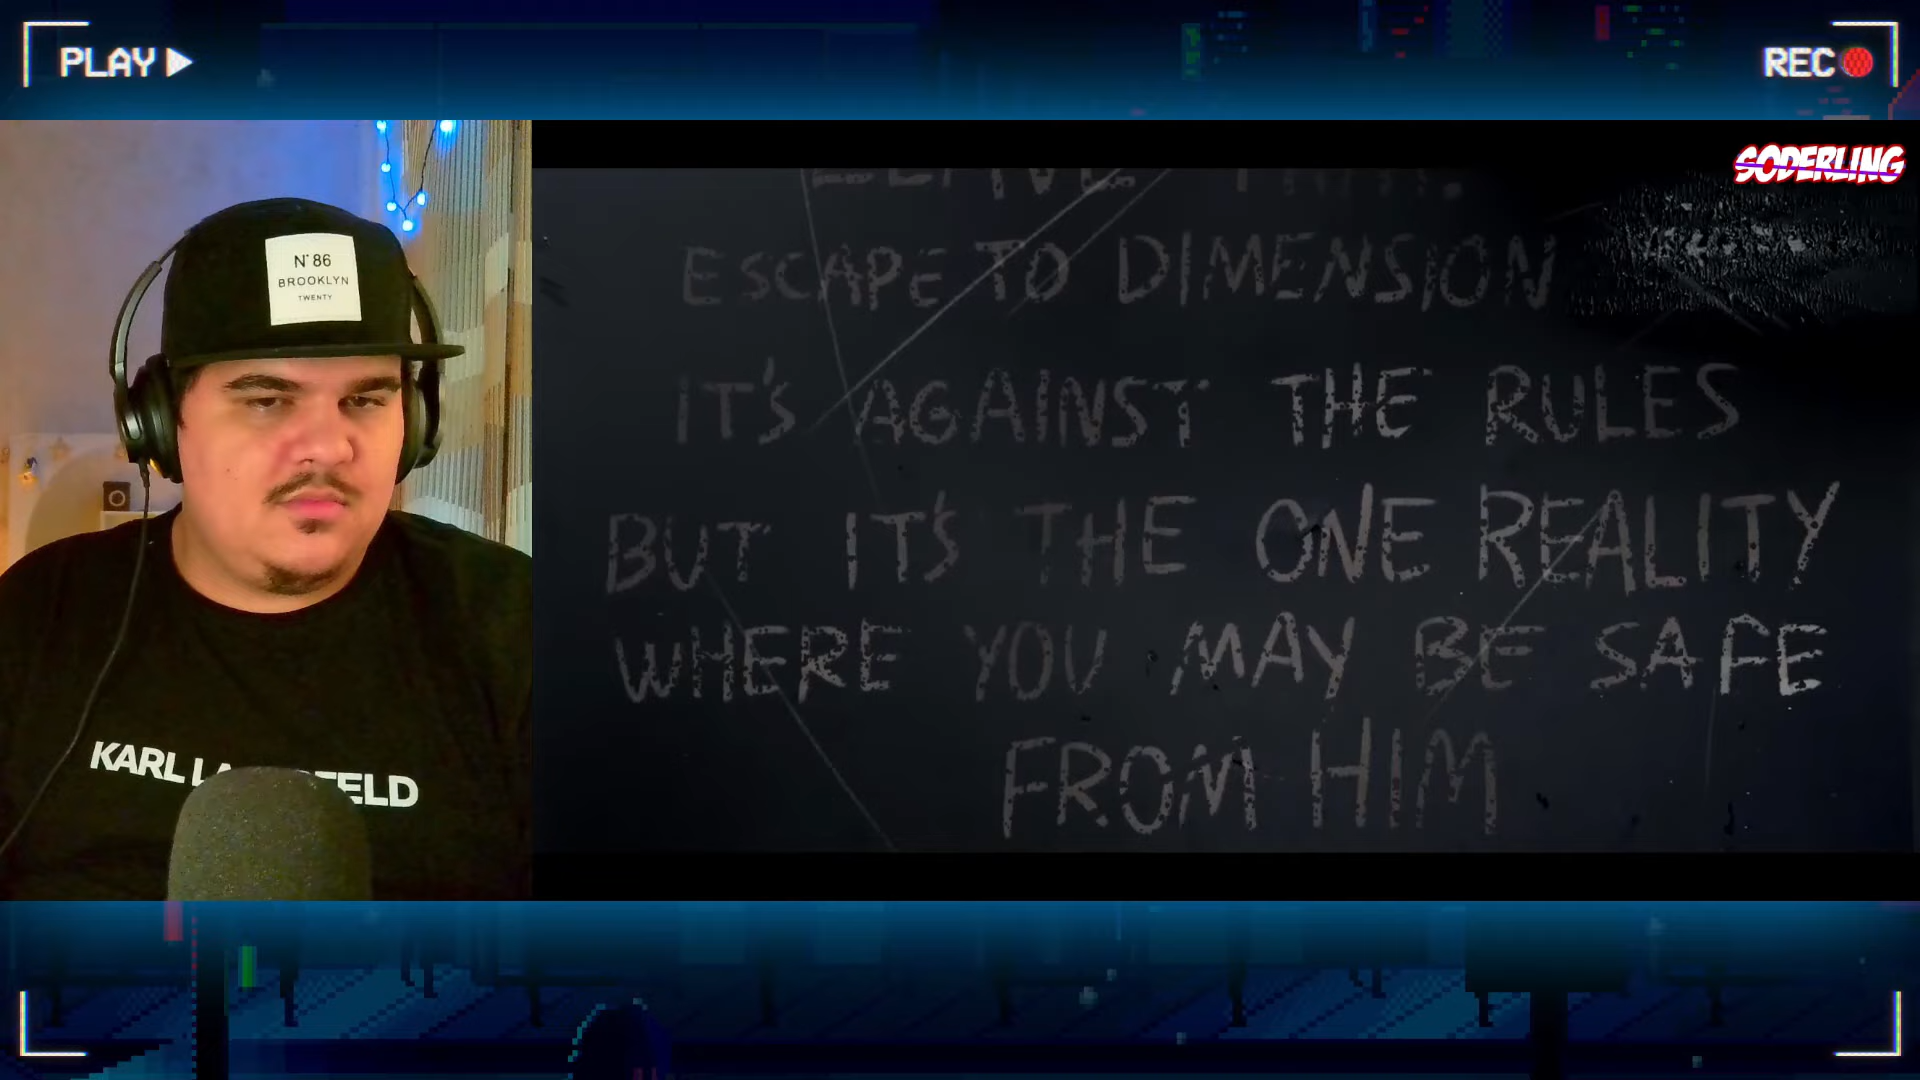 PLAY
REC
SODERLING
N° 86
BROOKLYN
TWENTY
KARL
ESCAPE TO DIMENSION
IT'S AGAINST THE RULES
BUT IT'S THE ONE REALITY
WHERE YOU MAY BE SAFE
FROM HIM